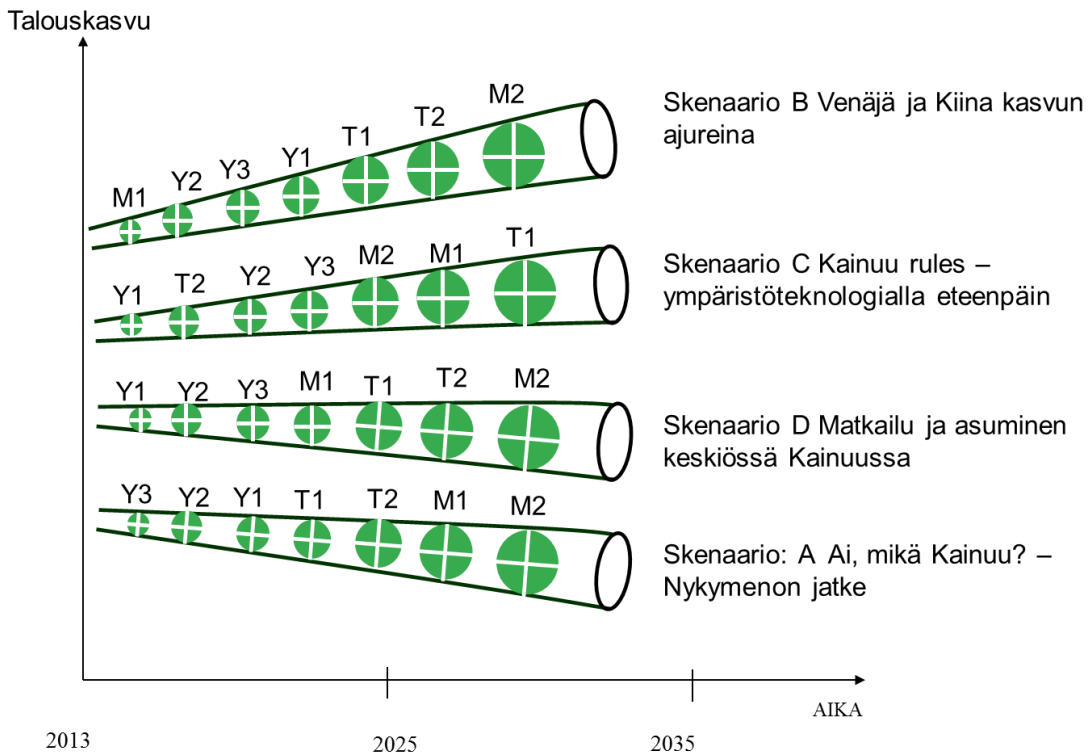 Talouskasvu
M1 Y2 Y3 Y1 T1 T2 M2
Skenaario B Venäjä ja Kiina kasvun
ajureina
Y1 T2 Y2 Y3 M2 M1 T1
Skenaario C Kainuu rules –
ympäristöteknologialla eteenpäin
Y1 Y2 Y3 M1 T1 T2 M2
Skenaario D Matkailu ja asuminen
keskiössä Kainuussa
Y3 Y2 Y1 T1 T2 M1 M2
Skenaario: A Ai, mikä Kainuu? –
Nykymenon jatke
AIKA
2013 2025 2035